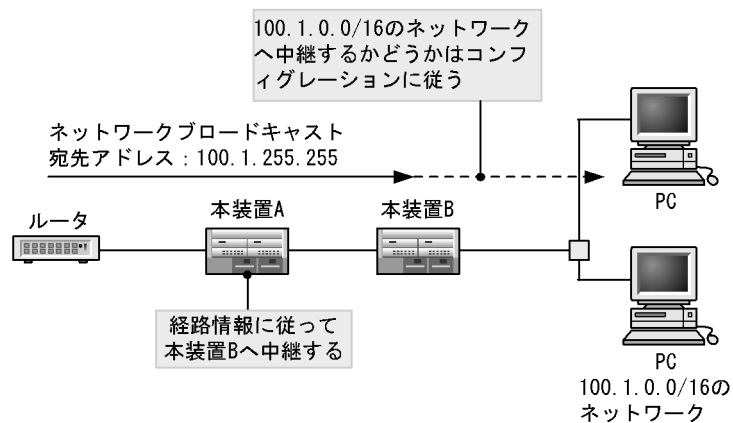 100.1.0.0/16のネットワーク
へ中継するかどうかはコンフ
ィグレーションに従う
ネットワークブロードキャスト
宛先アドレス：100.1.255.255
ルータ
本装置A
本装置B
PC
経路情報に従って
本装置Bへ中継する
PC
100.1.0.0/16の
ネットワーク